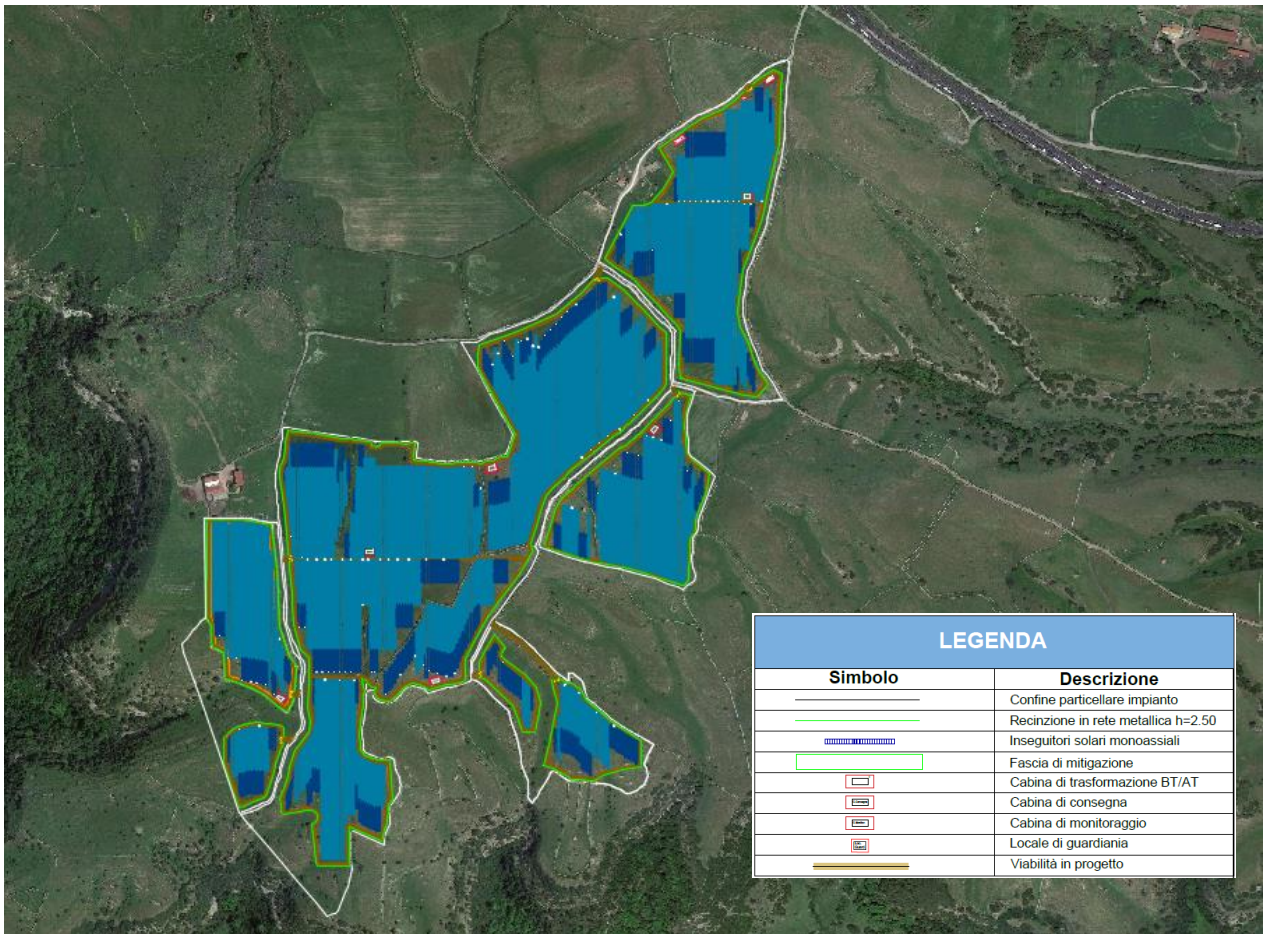 LEGENDA
Simbolo Descrizione
Confine particellare impianto
Recinzione in rete metallica h=2.50
Inseguitori solari monoassiali
Fascia di mitigazione
Cabina di trasformazione BT/AT
Cabina di consegna
Cabina di monitoraggio
Locale di guardiania
Viabilità in progetto